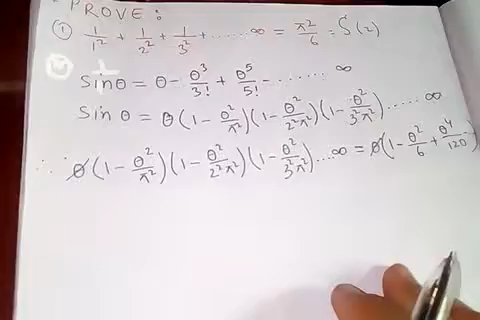 PROVE :
① 1/1² + 1/2² + 1/3² + ...... ∞ = π²/6 = ζ(2)
Sinθ = θ - θ³/3! + θ⁵/5! - ....... ∞
Sin θ = θ(1 - θ²/π²)(1 - θ²/2²π²)(1 - θ²/3²π²)...... ∞
∴ θ(1 - θ²/π²)(1 - θ²/2²π²)(1 - θ²/3²π²)....∞ = θ(1 - θ²/6 + θ⁴/120)